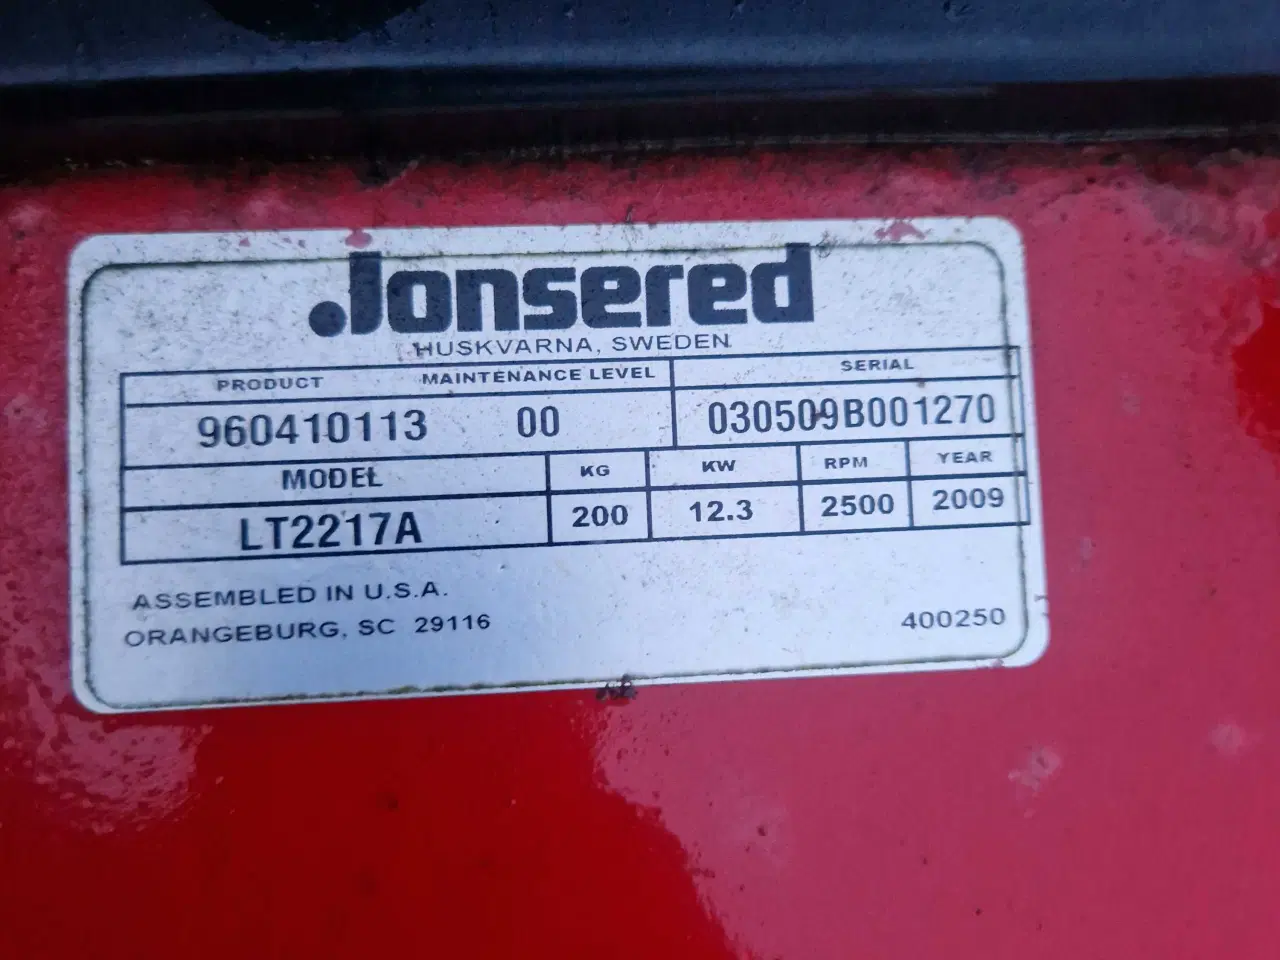 Jonsered
HUSKVARNA, SWEDEN
PRODUCT MAINTENANCE LEVEL SERIAL
960410113 00 030509B001270
MODEL KG KW RPM YEAR
LT2217A 200 12.3 2500 2009
ASSEMBLED IN U.S.A.
ORANGEBURG, SC 29116 400250